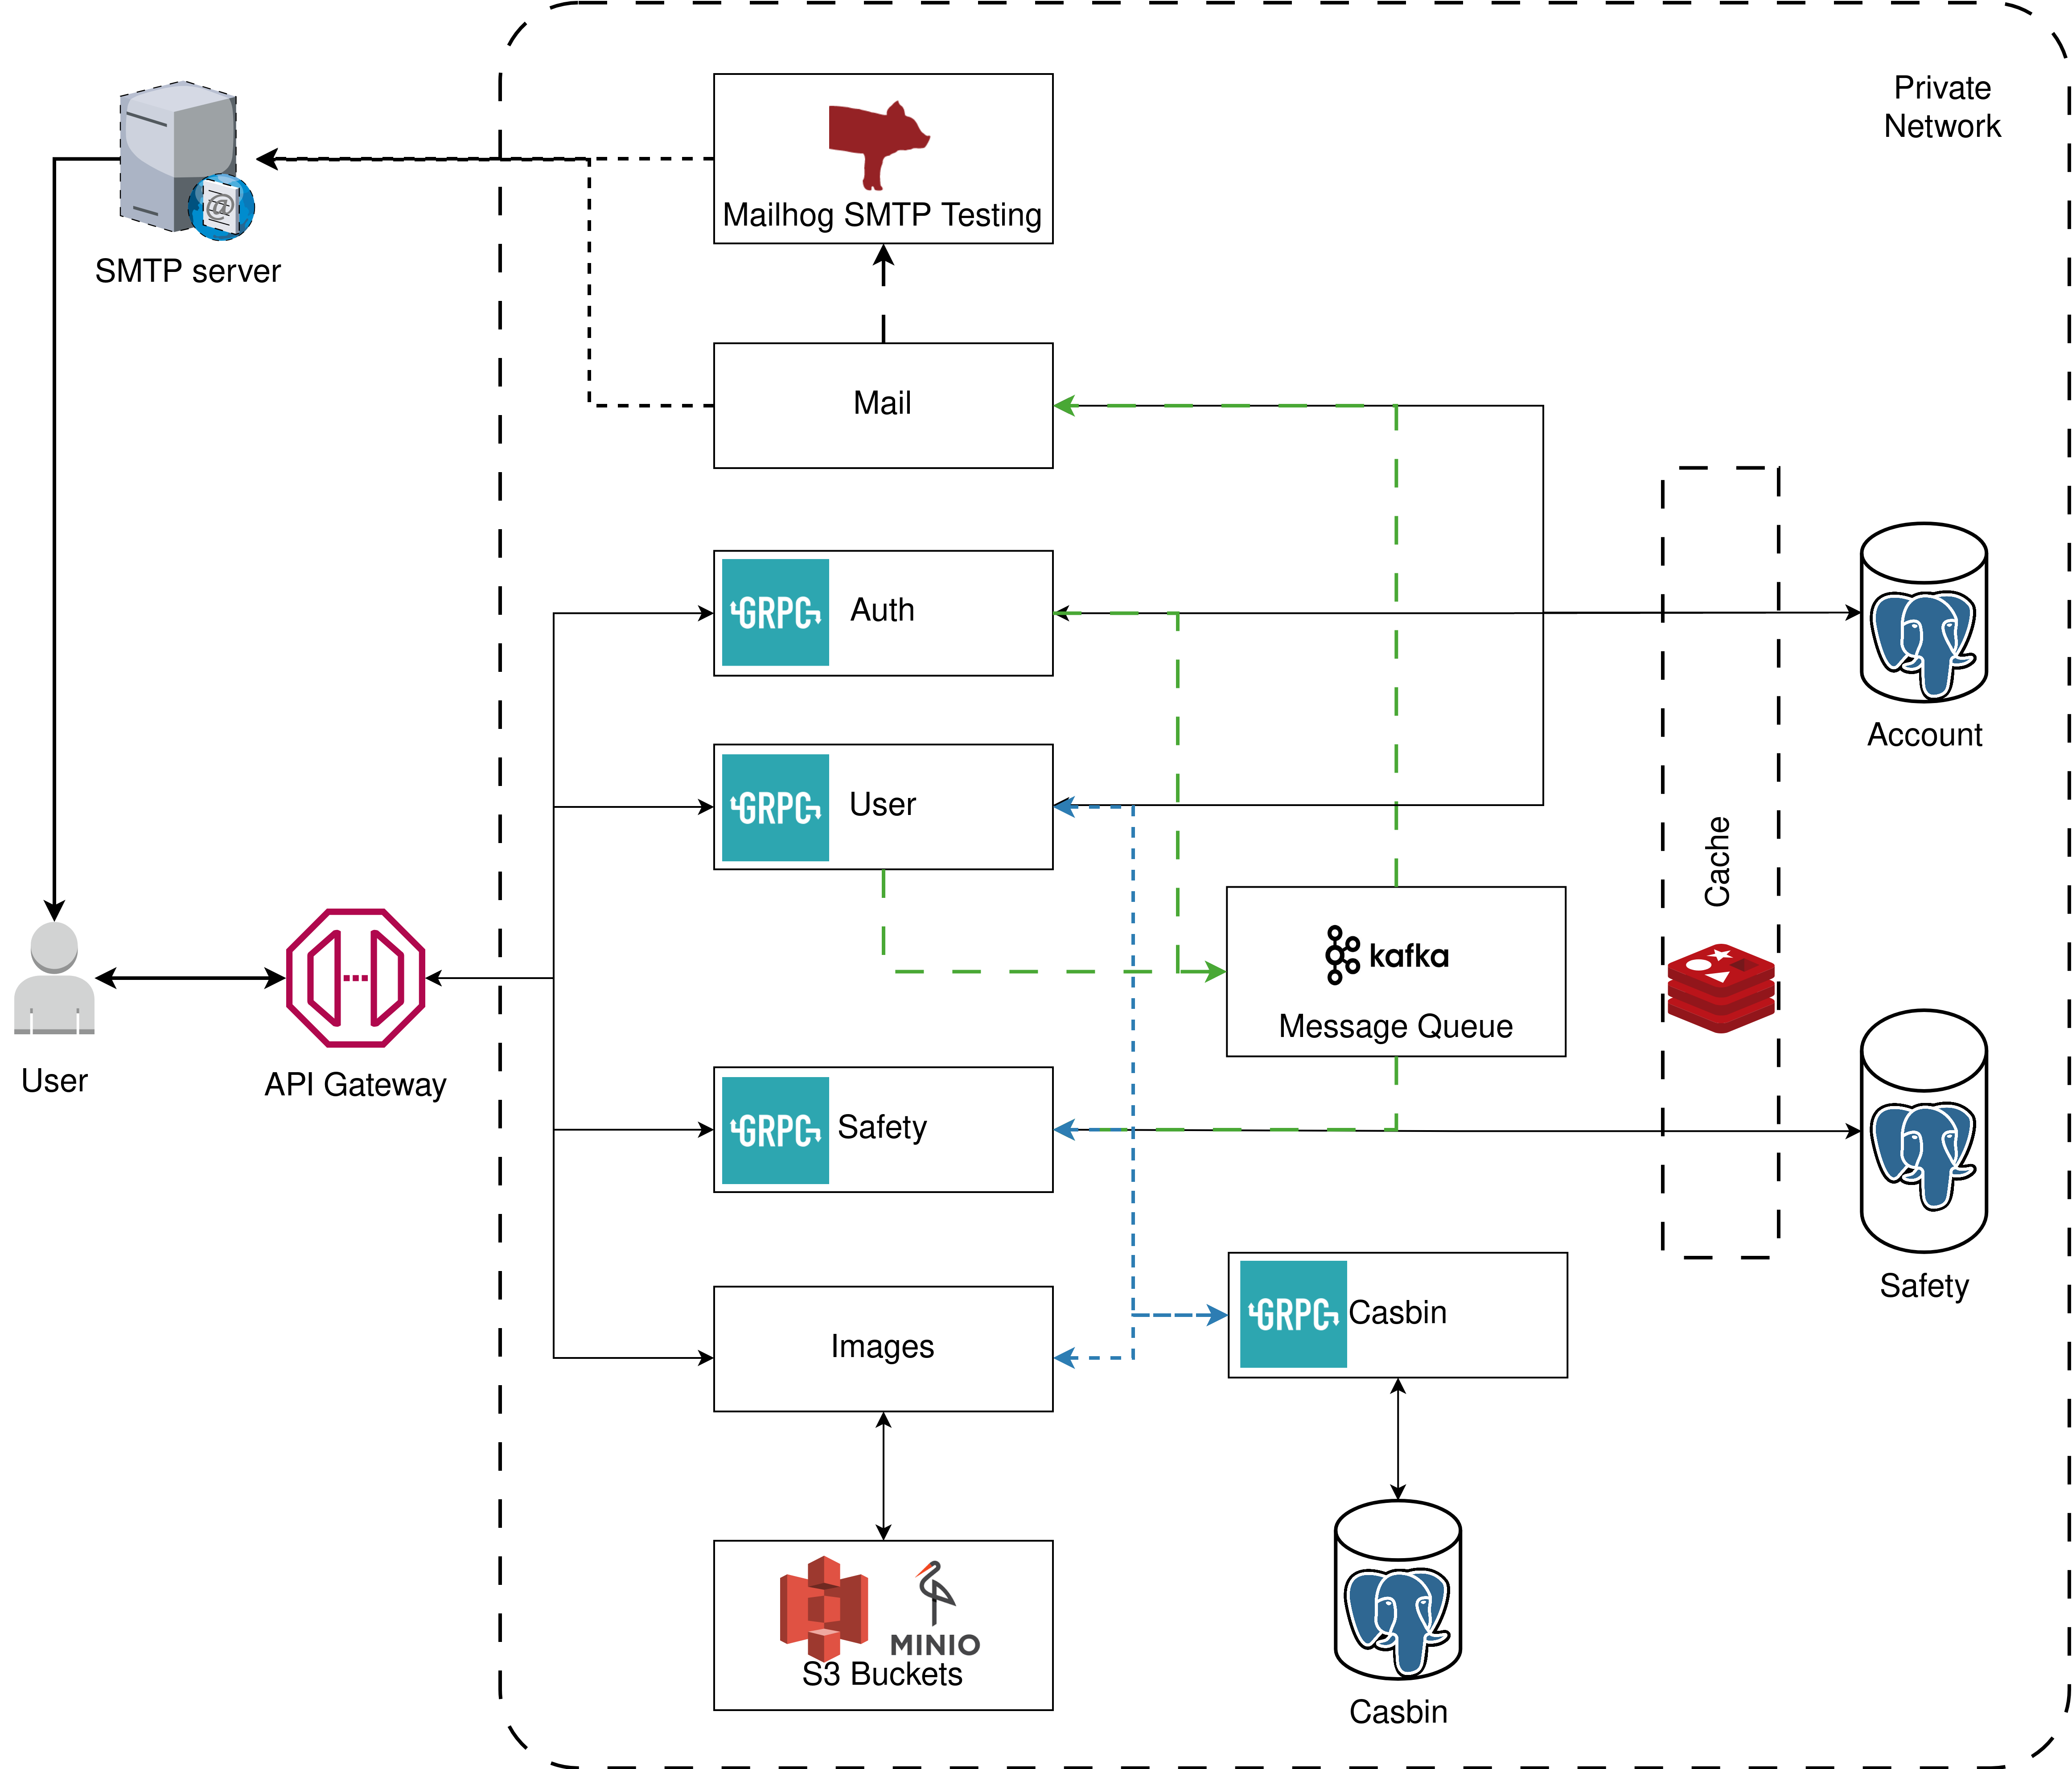 Private
Network
Mailhog SMTP Testing
@
SMTP server
Mail
GRPC
Auth
Account
GRPC
User
Cache
kafka
Message Queue
User
API Gateway
GRPC
Safety
Safety
GRPC
Casbin
Images
MINIO
S3 Buckets
Casbin